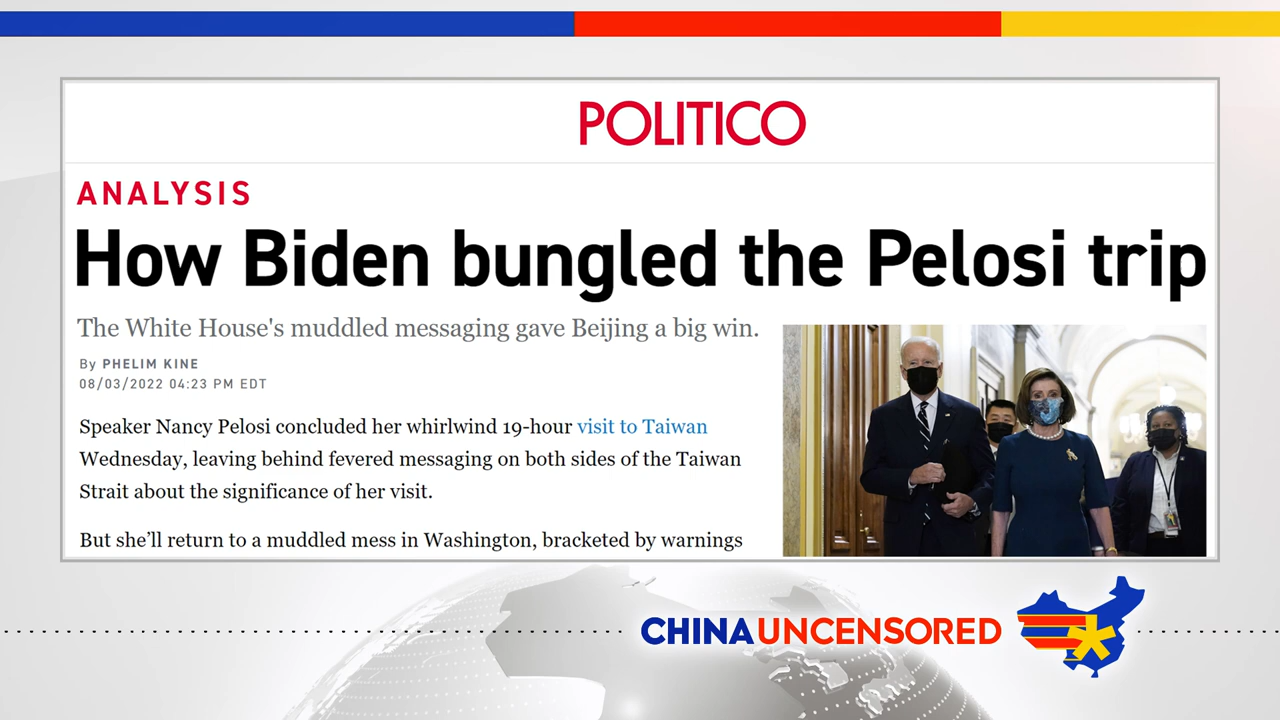 POLITICO
ANALYSIS
How Biden bungled the Pelosi trip
The White House's muddled messaging gave Beijing a big win.
By PHELIM KINE
08/03/2022 04:23 PM EDT
Speaker Nancy Pelosi concluded her whirlwind 19-hour visit to Taiwan
Wednesday, leaving behind fevered messaging on both sides of the Taiwan
Strait about the significance of her visit.
But she’ll return to a muddled mess in Washington, bracketed by warnings
CHINA UNCENSORED